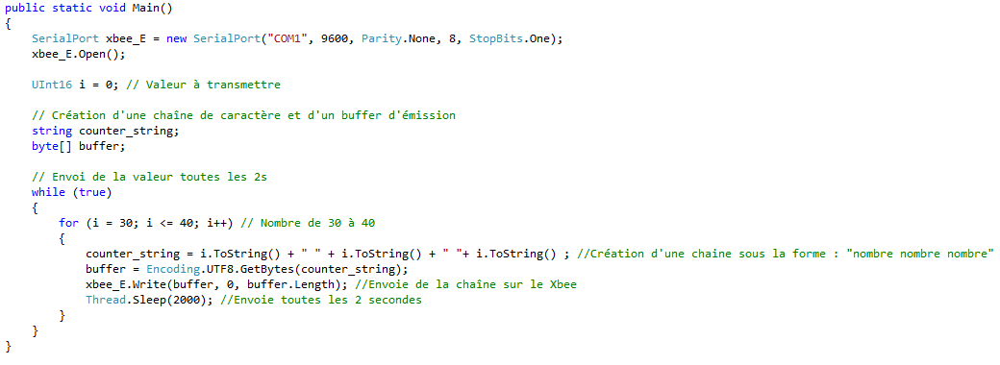 public static void Main()
{
    SerialPort xbee_E = new SerialPort("COM1", 9600, Parity.None, 8, StopBits.One);
    xbee_E.Open();

    UInt16 i = 0; // Valeur à transmettre

    // Création d'une chaîne de caractère et d'un buffer d'émission
    string counter_string;
    byte[] buffer;

    // Envoi de la valeur toutes les 2s
    while (true)
    {
        for (i = 30; i <= 40; i++) // Nombre de 30 à 40
        {
            counter_string = i.ToString() + " " + i.ToString() + " "+ i.ToString() ; //Création d'une chaine sous la forme : "nombre nombre nombre"
            buffer = Encoding.UTF8.GetBytes(counter_string);
            xbee_E.Write(buffer, 0, buffer.Length); //Envoie de la chaîne sur le Xbee
            Thread.Sleep(2000); //Envoie toutes les 2 secondes
        }
    }
}